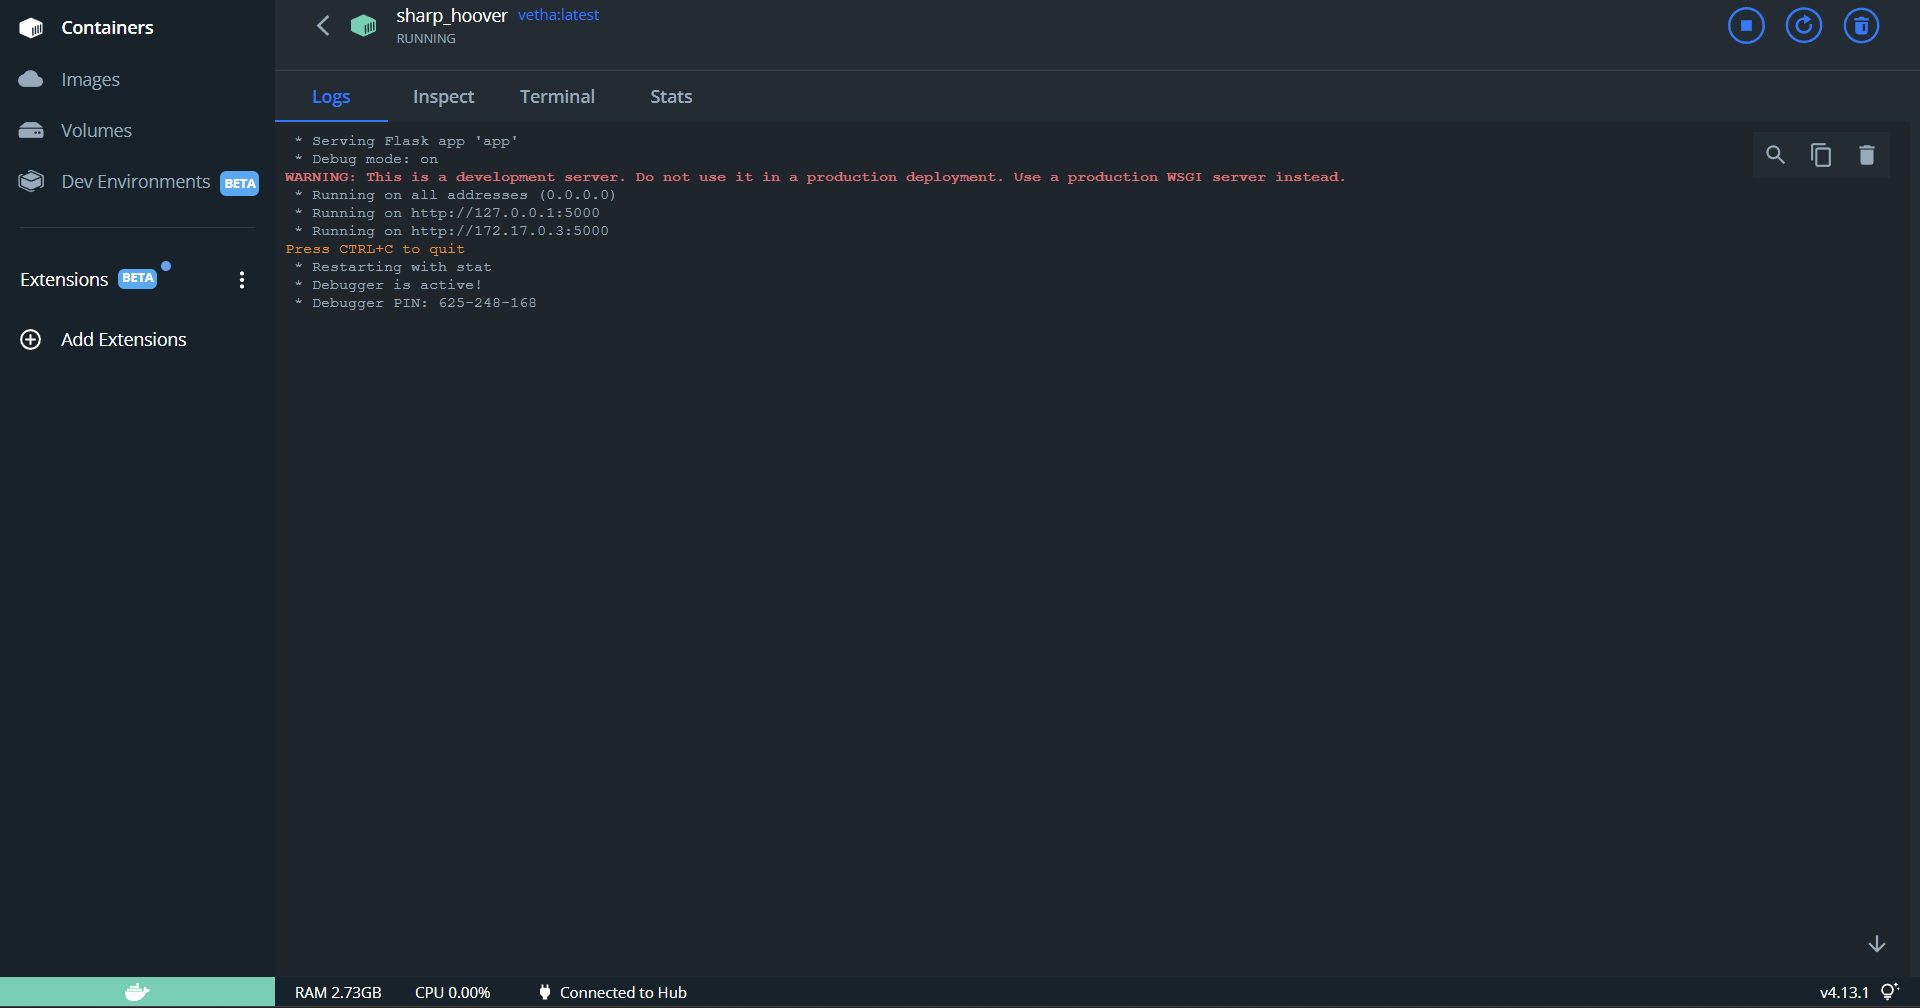 Containers
Images
Volumes
Dev Environments BETA
Extensions BETA
Add Extensions
sharp_hoover vetha:latest
RUNNING
Logs Inspect Terminal Stats
* Serving Flask app 'app'
* Debug mode: on
WARNING: This is a development server. Do not use it in a production deployment. Use a production WSGI server instead.
* Running on all addresses (0.0.0.0)
* Running on http://127.0.0.1:5000
* Running on http://172.17.0.3:5000
Press CTRL+C to quit
* Restarting with stat
* Debugger is active!
* Debugger PIN: 625-248-168
RAM 2.73GB CPU 0.00% Connected to Hub v4.13.1